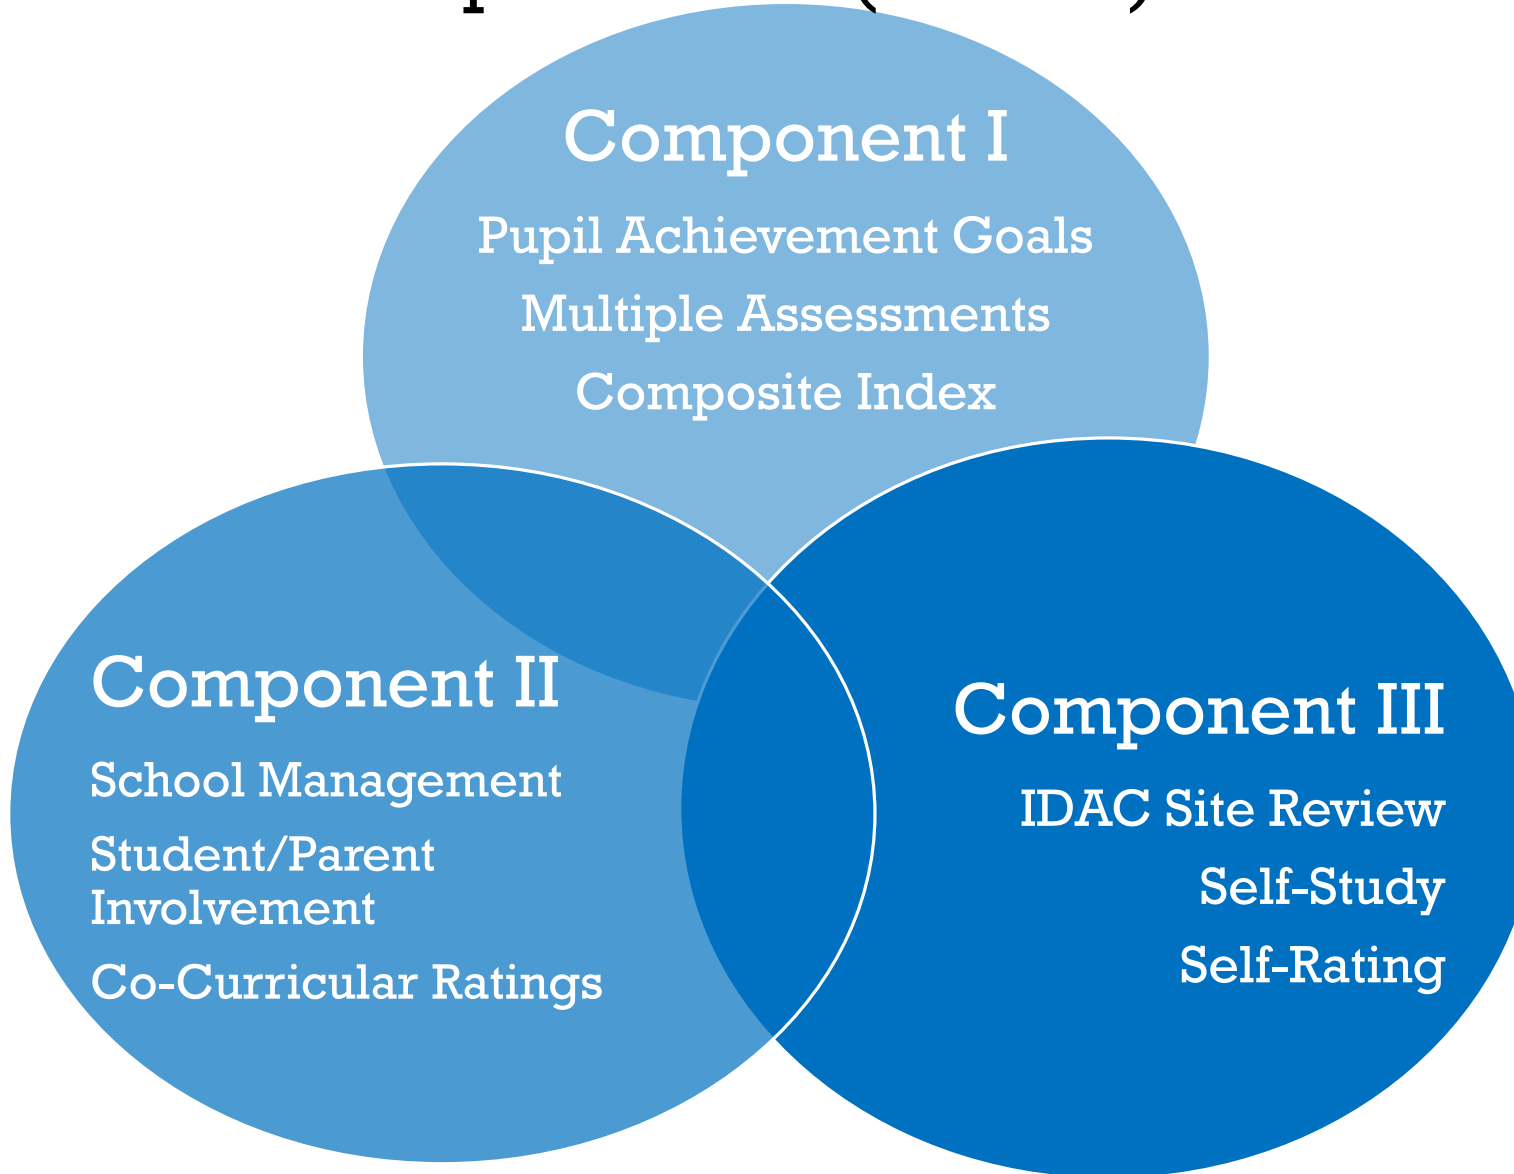 Component I
Pupil Achievement Goals
Multiple Assessments
Composite Index
Component II
School Management
Student/Parent
Involvement
Co-Curricular Ratings
Component III
IDAC Site Review
Self-Study
Self-Rating